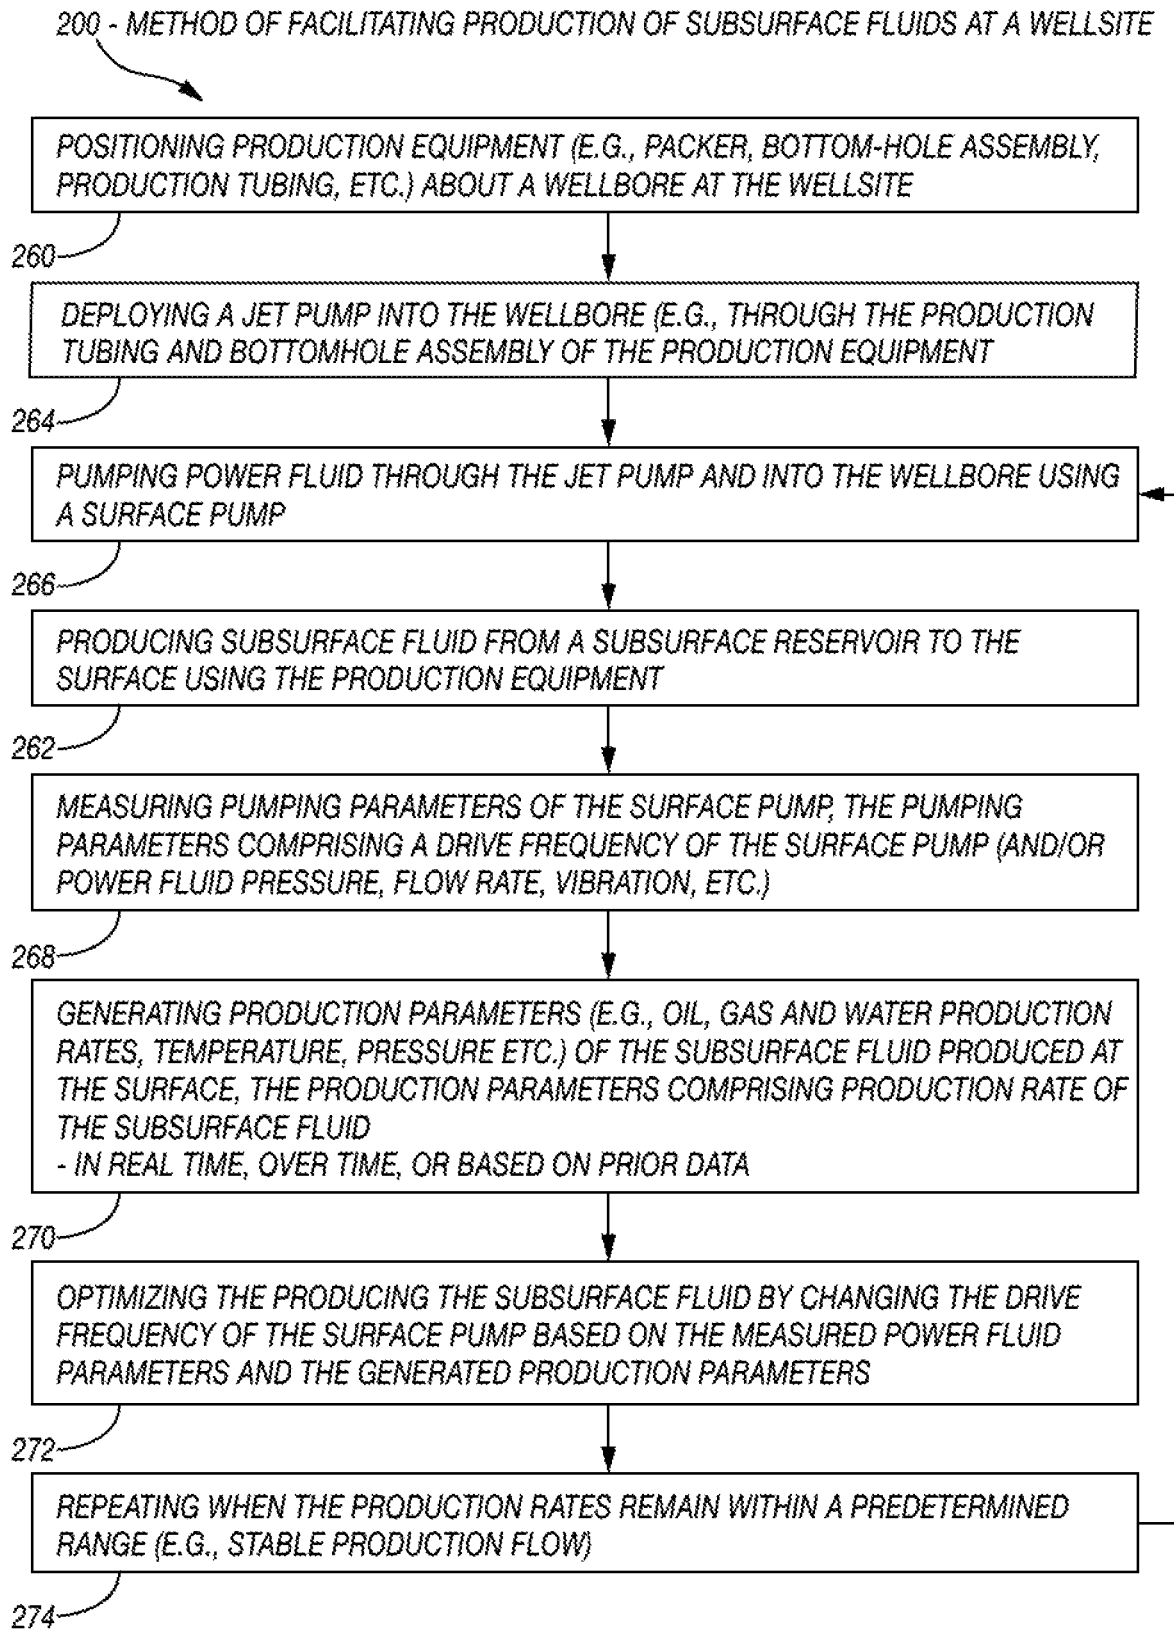 200 - METHOD OF FACILITATING PRODUCTION OF SUBSURFACE FLUIDS AT A WELLSITE
POSITIONING PRODUCTION EQUIPMENT (E.G., PACKER, BOTTOM-HOLE ASSEMBLY,
PRODUCTION TUBING, ETC.) ABOUT A WELLBORE AT THE WELLSITE
260
DEPLOYING A JET PUMP INTO THE WELLBORE (E.G., THROUGH THE PRODUCTION
TUBING AND BOTTOMHOLE ASSEMBLY OF THE PRODUCTION EQUIPMENT
264
PUMPING POWER FLUID THROUGH THE JET PUMP AND INTO THE WELLBORE USING
A SURFACE PUMP
266
PRODUCING SUBSURFACE FLUID FROM A SUBSURFACE RESERVOIR TO THE
SURFACE USING THE PRODUCTION EQUIPMENT
262
MEASURING PUMPING PARAMETERS OF THE SURFACE PUMP, THE PUMPING
PARAMETERS COMPRISING A DRIVE FREQUENCY OF THE SURFACE PUMP (AND/OR
POWER FLUID PRESSURE, FLOW RATE, VIBRATION, ETC.)
268
GENERATING PRODUCTION PARAMETERS (E.G., OIL, GAS AND WATER PRODUCTION
RATES, TEMPERATURE, PRESSURE ETC.) OF THE SUBSURFACE FLUID PRODUCED AT
THE SURFACE, THE PRODUCTION PARAMETERS COMPRISING PRODUCTION RATE OF
THE SUBSURFACE FLUID
- IN REAL TIME, OVER TIME, OR BASED ON PRIOR DATA
270
OPTIMIZING THE PRODUCING THE SUBSURFACE FLUID BY CHANGING THE DRIVE
FREQUENCY OF THE SURFACE PUMP BASED ON THE MEASURED POWER FLUID
PARAMETERS AND THE GENERATED PRODUCTION PARAMETERS
272
REPEATING WHEN THE PRODUCTION RATES REMAIN WITHIN A PREDETERMINED
RANGE (E.G., STABLE PRODUCTION FLOW)
274